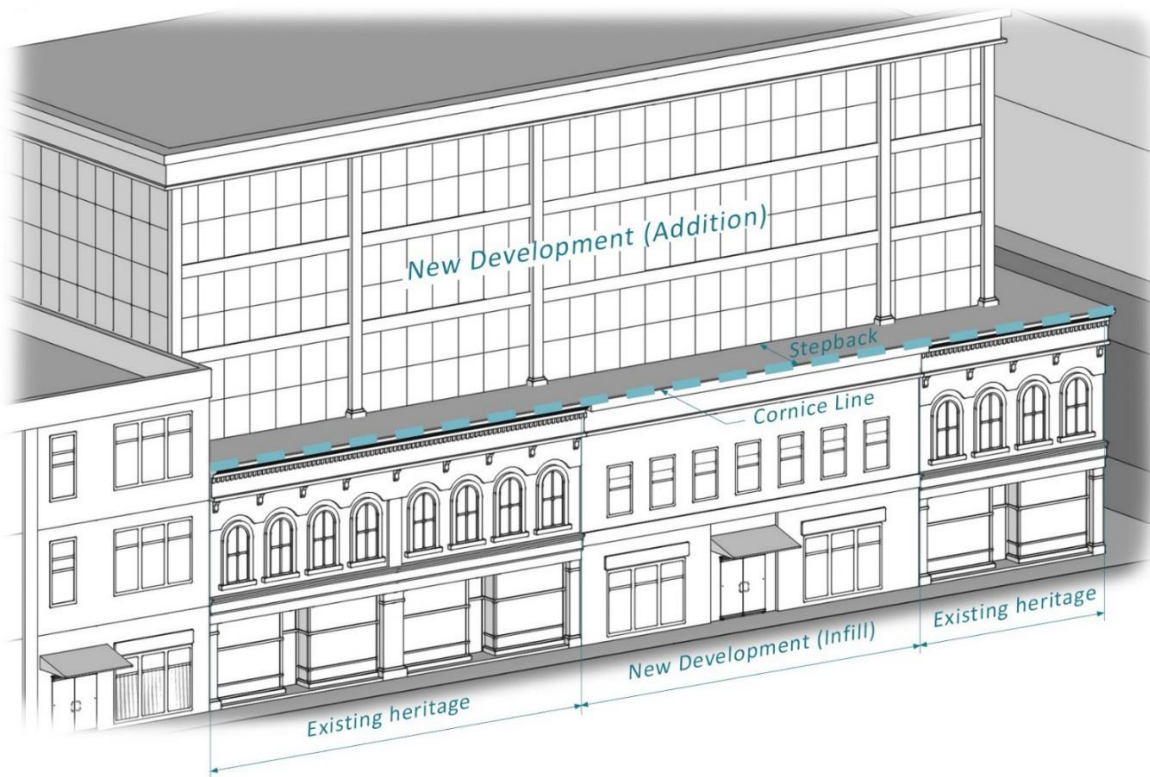 New Development (Addition)
Stepback
Cornice Line
Existing heritage
New Development (Infill)
Existing heritage